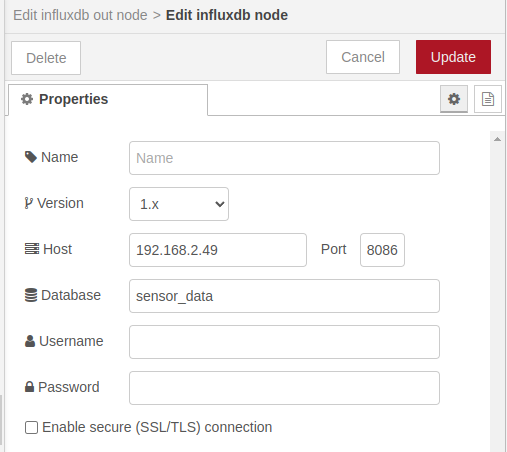 Edit influxdb out node > Edit influxdb node
Delete Cancel Update
Properties
Name Name
Version 1.x
Host 192.168.2.49 Port 8086
Database sensor_data
Username
Password
Enable secure (SSL/TLS) connection